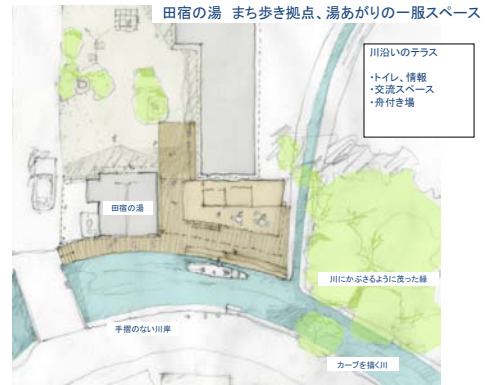 田宿の湯　まち歩き拠点、湯あがりの一服スペース
川沿いのテラス
・トイレ、情報
・交流スペース
・舟付き場
田宿の湯
川にかぶさるように茂った緑
手摺のない川岸
カーブを描く川